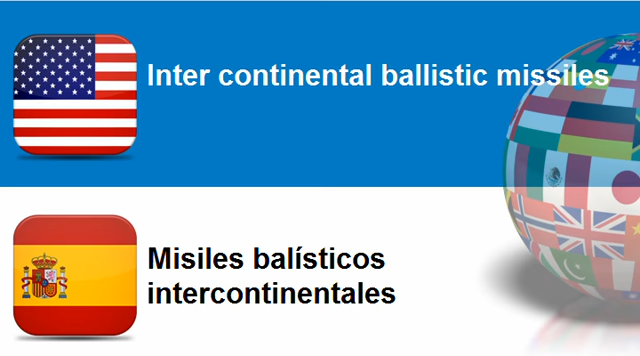 Inter continental ballistic missiles
Misiles balísticos
intercontinentales